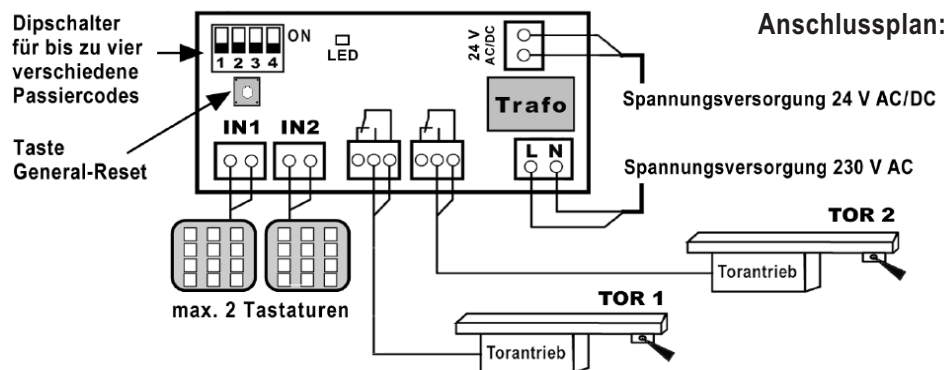 Anschlussplan:
Dipschalter
für bis zu vier
verschiedene
Passiercodes
ON
1 2 3 4
LED
24 V
AC/DC
Trafo
Spannungsversorgung 24 V AC/DC
Taste
General-Reset
IN1 IN2
L N
Spannungsversorgung 230 V AC
TOR 2
Torantrieb
max. 2 Tastaturen
TOR 1
Torantrieb